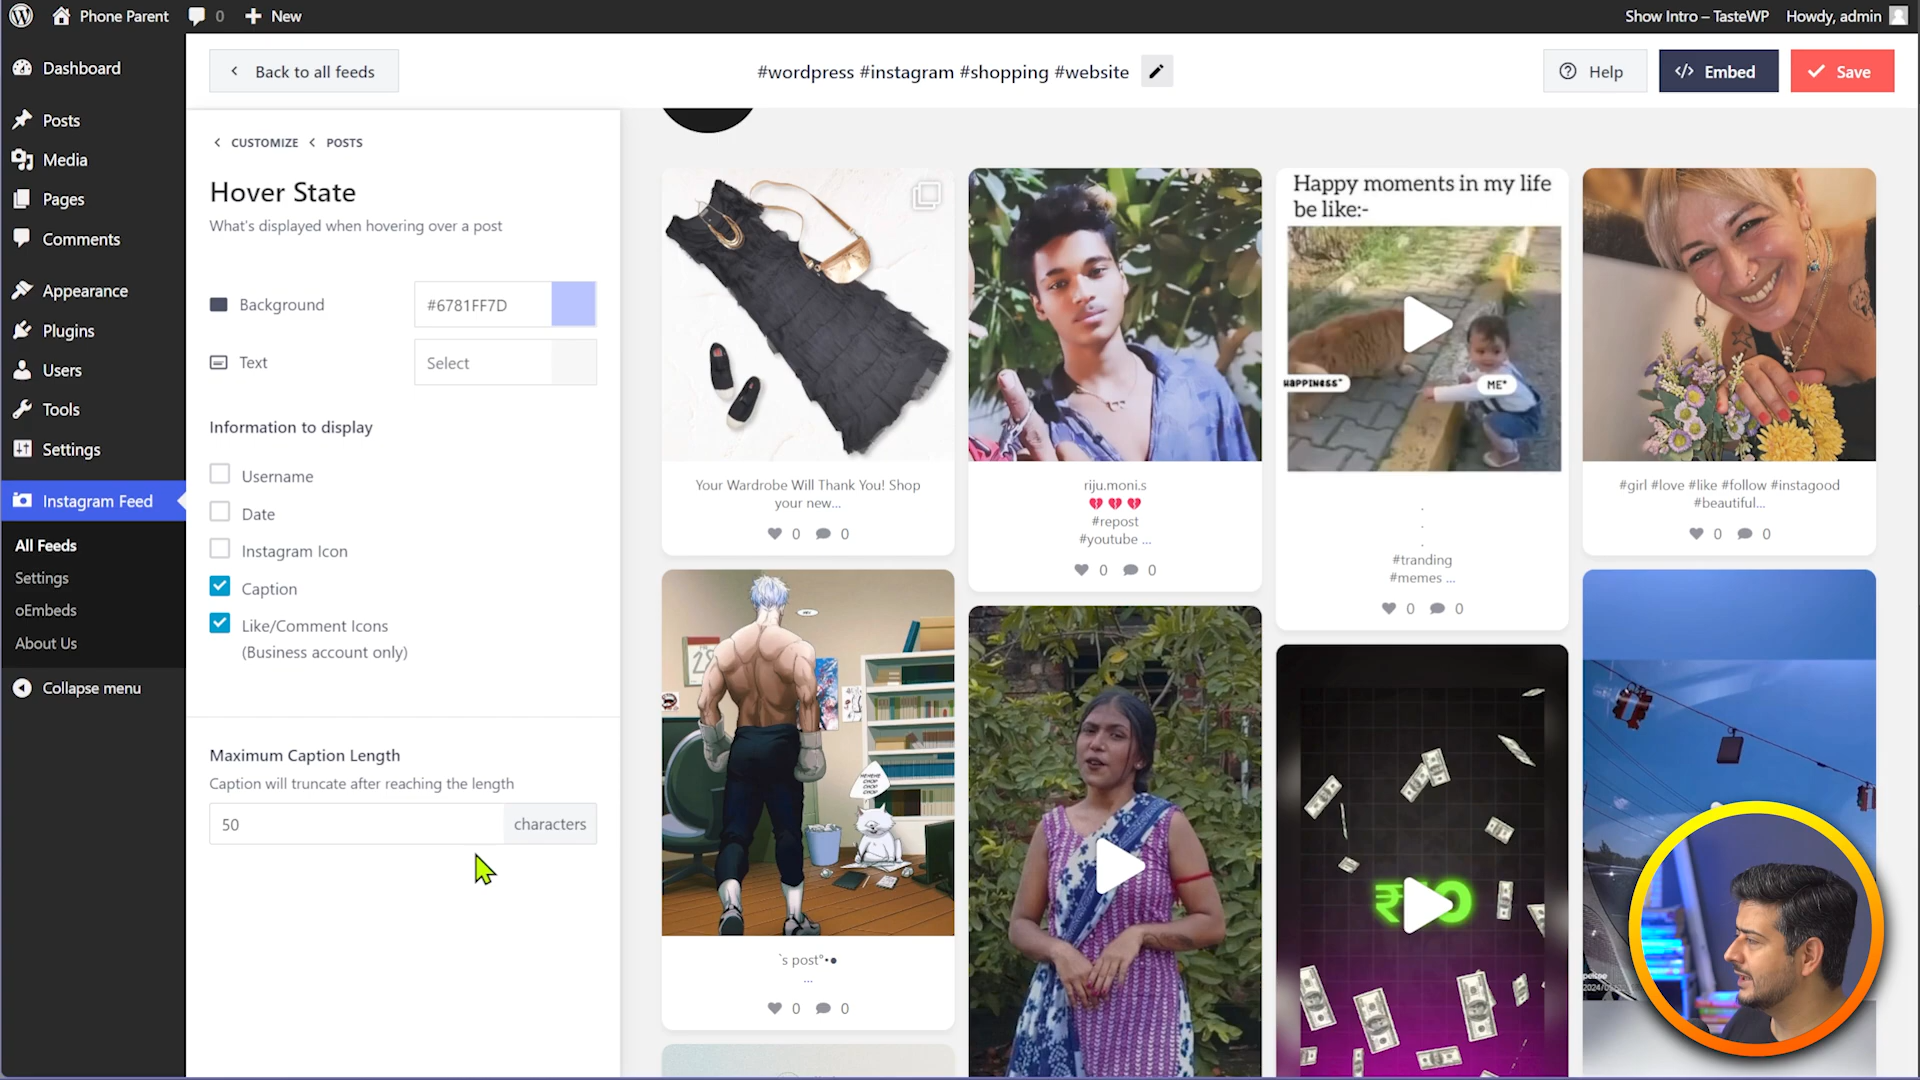 Phone Parent
0
New
Show Intro – TasteWP
Howdy, admin
Dashboard
Posts
Media
Pages
Comments
Appearance
Plugins
Users
Tools
Settings
Instagram Feed
All Feeds
Settings
oEmbeds
About Us
Collapse menu
Back to all feeds
#wordpress #instagram #shopping #website
Help
Embed
Save
CUSTOMIZE
POSTS
Hover State
What's displayed when hovering over a post
Background
#6781FF7D
Text
Select
Information to display
Username
Date
Instagram Icon
Caption
Like/Comment Icons
(Business account only)
Maximum Caption Length
Caption will truncate after reaching the length
50
characters
Your Wardrobe Will Thank You! Shop
your new...
0 0
riju.moni.s
💔 💔 💔
#repost
#youtube ...
0 0
Happy moments in my life
be like:-
HAPPINESS*
ME*
.
.
.
#tranding
#memes ...
0 0
#girl #love #like #follow #instagood
#beautiful...
0 0
28
`s post°•●
...
0 0